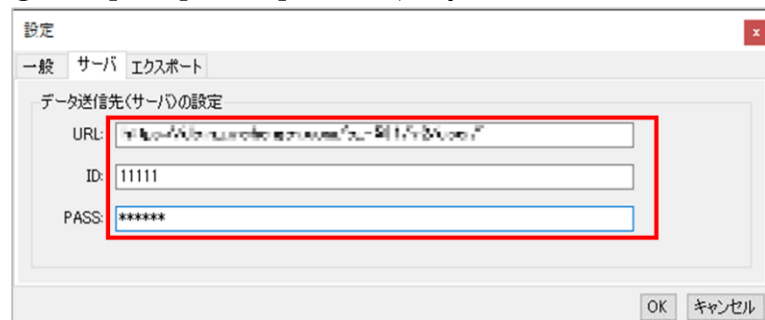 設定
x
一般 サーバ エクスポート
データ送信先(サーバ)の設定
URL:
ID: 11111
PASS: ******
OK キャンセル